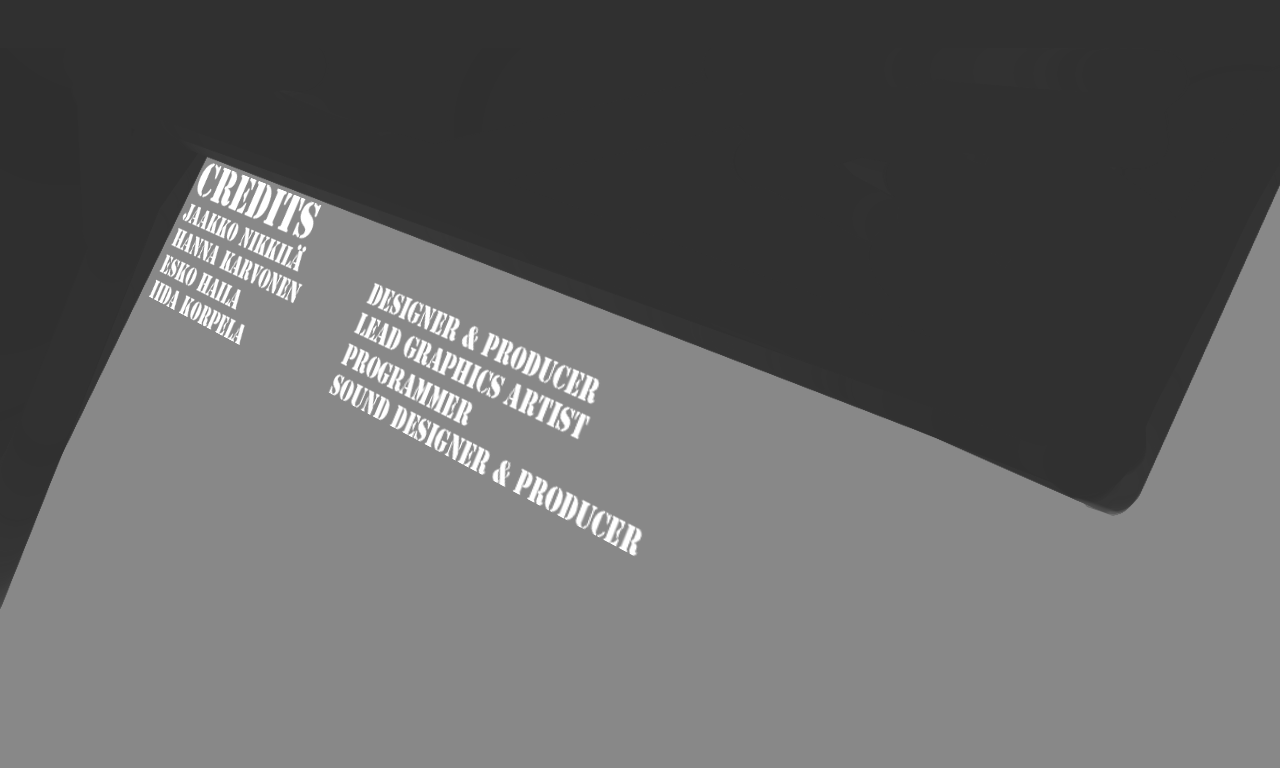 CREDITS
JAAKKO NIKKILÄ
HANNA KARVONEN
ESKO HAILA
IIDA KORPELA
DESIGNER & PRODUCER
LEAD GRAPHICS ARTIST
PROGRAMMER
SOUND DESIGNER & PRODUCER